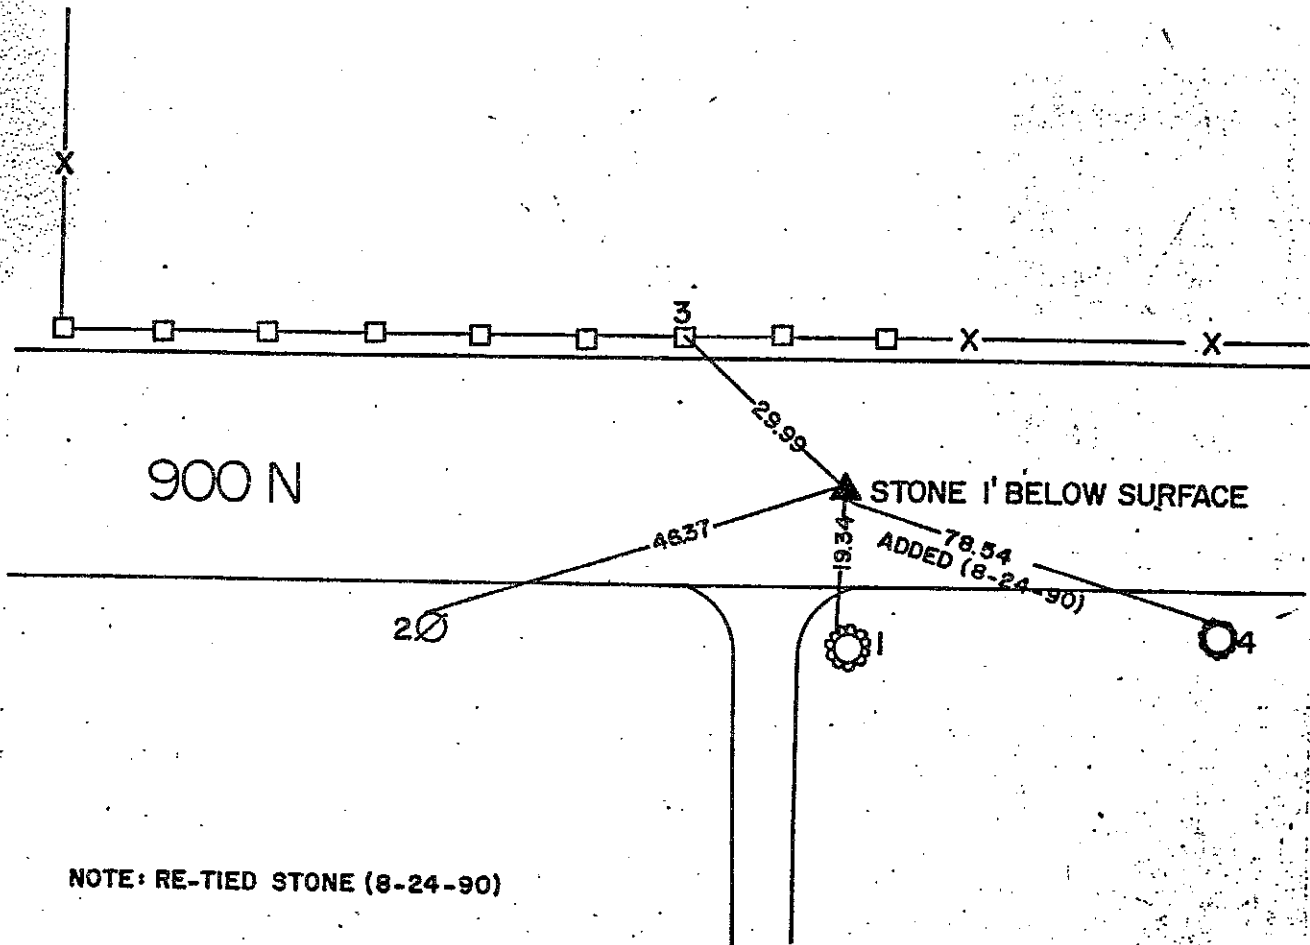 X
3
X
X
29.99
900 N
STONE 1' BELOW SURFACE
46.37
19.34
78.54
ADDED (8-24-90)
2
1
4
NOTE: RE-TIED STONE (8-24-90)